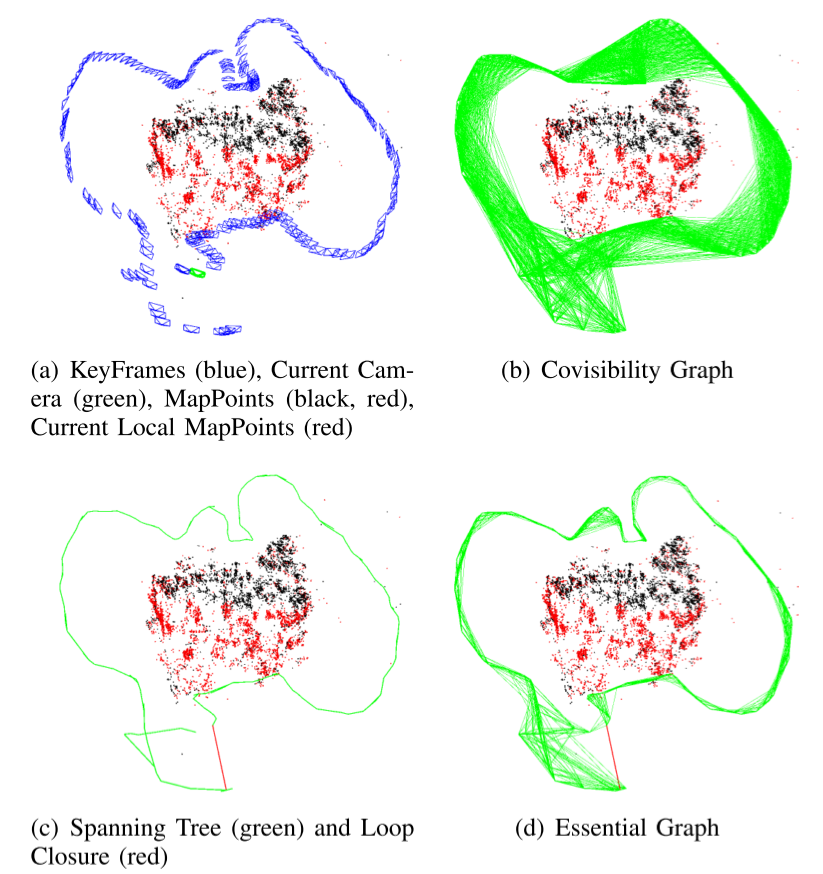 (a) KeyFrames (blue), Current Cam-
era (green), MapPoints (black, red),
Current Local MapPoints (red)
(b) Covisibility Graph
(c) Spanning Tree (green) and Loop
Closure (red)
(d) Essential Graph